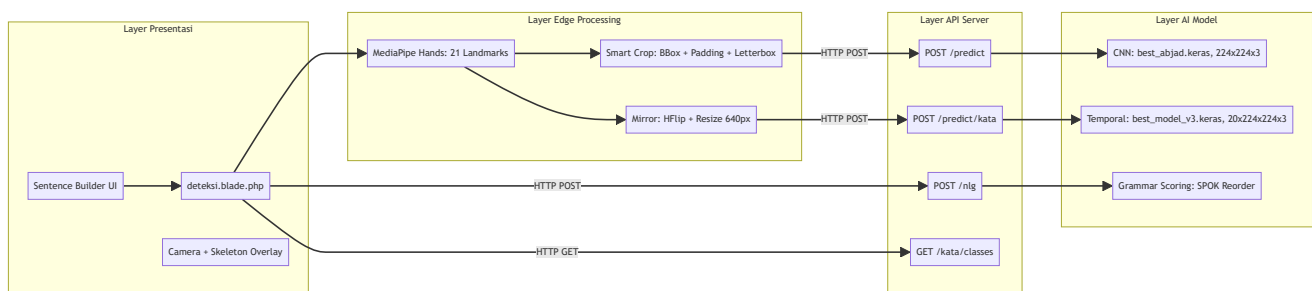 Layer Presentasi
Sentence Builder UI
deteksi.blade.php
Camera + Skeleton Overlay
Layer Edge Processing
MediaPipe Hands: 21 Landmarks
Smart Crop: BBox + Padding + Letterbox
Mirror: HFlip + Resize 640px
HTTP POST
HTTP POST
HTTP POST
HTTP GET
Layer API Server
POST /predict
POST /predict/kata
POST /nlg
GET /kata/classes
Layer AI Model
CNN: best_abjad.keras, 224x224x3
Temporal: best_model_v3.keras, 20x224x224x3
Grammar Scoring: SPOK Reorder